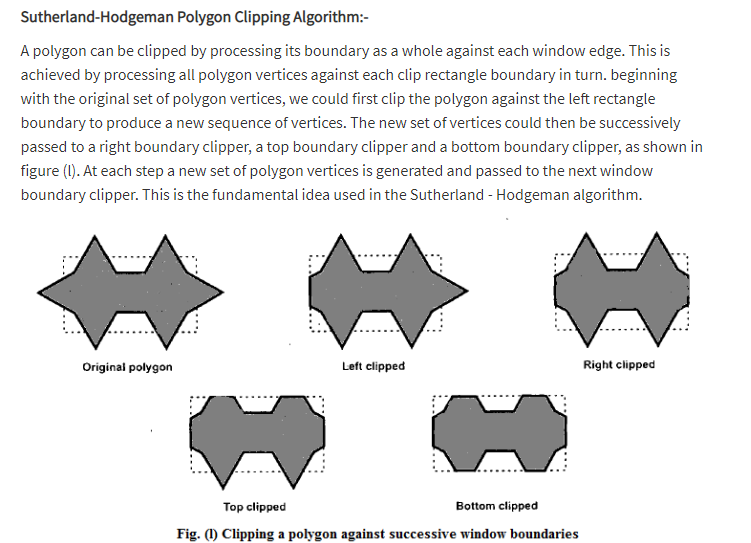 Sutherland-Hodgeman Polygon Clipping Algorithm:-
A polygon can be clipped by processing its boundary as a whole against each window edge. This is
achieved by processing all polygon vertices against each clip rectangle boundary in turn. beginning
with the original set of polygon vertices, we could first clip the polygon against the left rectangle
boundary to produce a new sequence of vertices. The new set of vertices could then be successively
passed to a right boundary clipper, a top boundary clipper and a bottom boundary clipper, as shown in
figure (l). At each step a new set of polygon vertices is generated and passed to the next window
boundary clipper. This is the fundamental idea used in the Sutherland - Hodgeman algorithm.
Original polygon
Left clipped
Right clipped
Top clipped
Bottom clipped
Fig. (l) Clipping a polygon against successive window boundaries